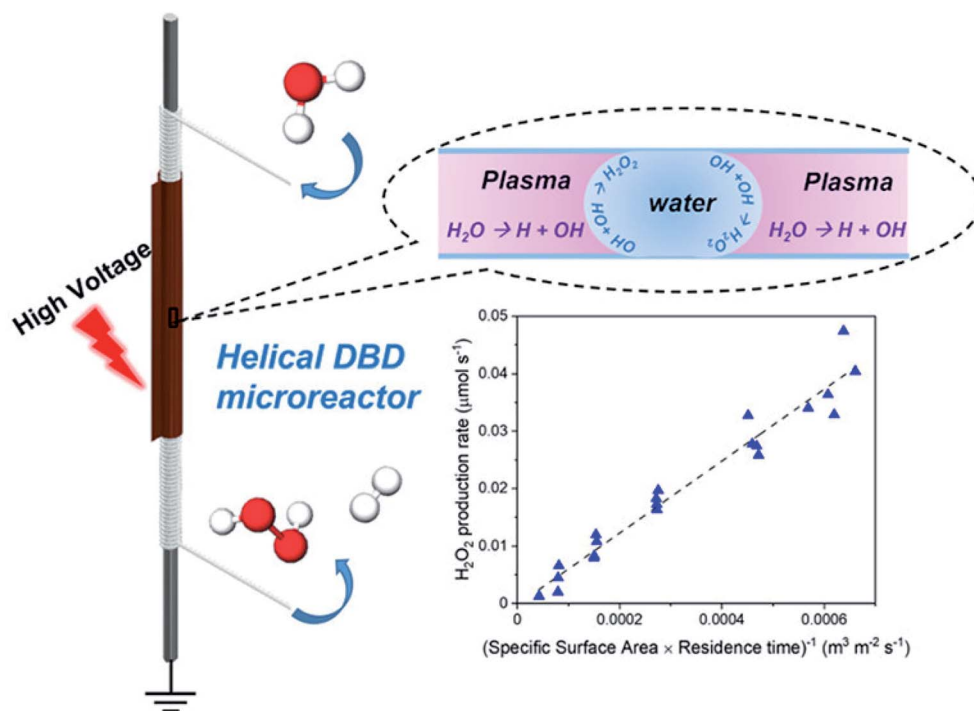 High Voltage
Helical DBD
microreactor
Plasma
H₂O → H + OH
OH +OH → H₂O₂
water
OH +OH → H₂O₂
Plasma
H₂O → H + OH
H₂O₂ production rate (μmol s⁻¹)
0.05
0.04
0.03
0.02
0.01
0
0 0.0002 0.0004 0.0006
(Specific Surface Area × Residence time)⁻¹ (m³ m⁻² s⁻¹)